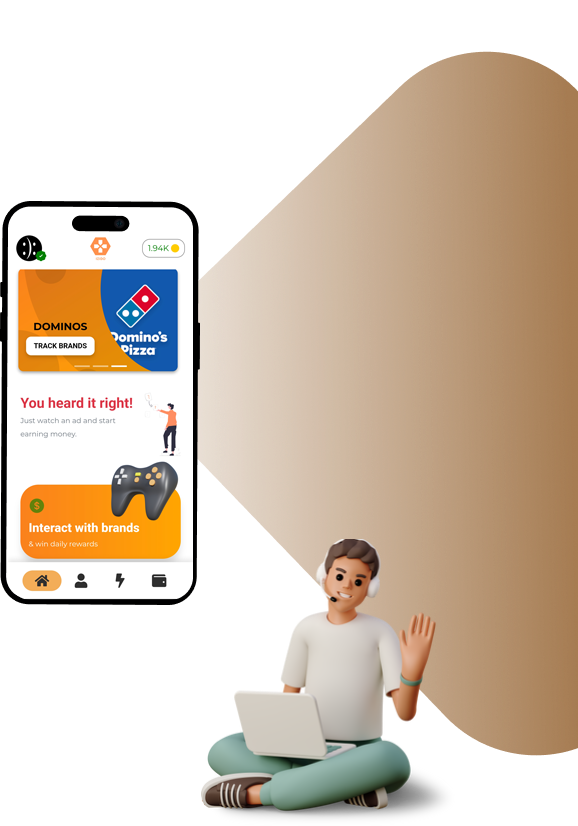 1.94K
DOMINOS
TRACK BRANDS
Domino's
Pizza
You heard it right!
Just watch an ad and start
earning money.
$
Interact with brands
& win daily rewards